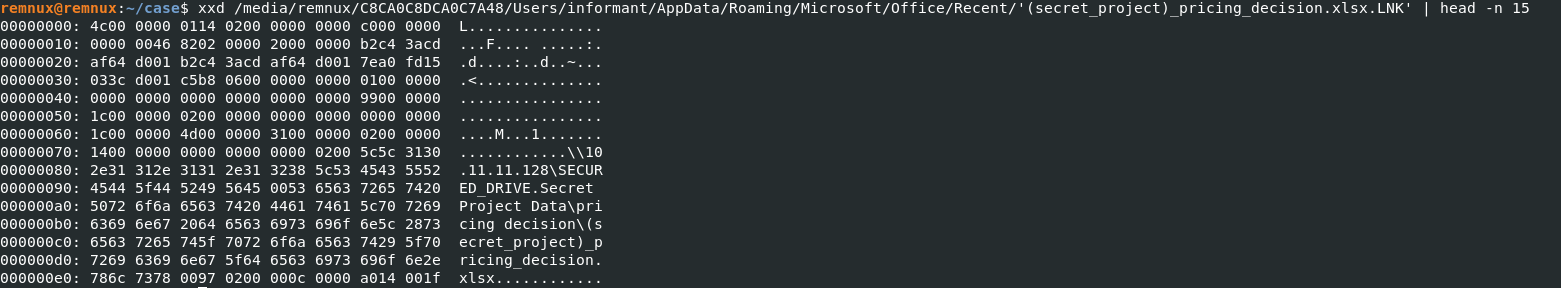 remnux@remnux:~/case$ xxd /media/remnux/C8CA0C8DCA0C7A48/Users/informant/AppData/Roaming/Microsoft/Office/Recent/'(secret_project)_pricing_decision.xlsx.LNK' | head -n 15
00000000: 4c00 0000 0114 0200 0000 0000 c000 0000  L...............
00000010: 0000 0046 8202 0000 2000 0000 b2c4 3acd  ...F.... .....:.
00000020: af64 d001 b2c4 3acd af64 d001 7ea0 fd15  .d....:..d..~...
00000030: 033c d001 c5b8 0600 0000 0000 0100 0000  .<..............
00000040: 0000 0000 0000 0000 0000 0000 9900 0000  ................
00000050: 1c00 0000 0200 0000 0000 0000 0000 0000  ................
00000060: 1c00 0000 4d00 0000 3100 0000 0200 0000  ....M...1.......
00000070: 1400 0000 0000 0000 0000 0200 5c5c 3130  ............\\10
00000080: 2e31 312e 3131 2e31 3238 5c53 4543 5552  .11.11.128\SECUR
00000090: 4544 5f44 5249 5645 0053 6563 7265 7420  ED_DRIVE.Secret 
000000a0: 5072 6f6a 6563 7420 4461 7461 5c70 7269  Project Data\pri
000000b0: 6369 6e67 2064 6563 6973 696f 6e5c 2873  cing decision\(s
000000c0: 6563 7265 745f 7072 6f6a 6563 7429 5f70  ecret_project)_p
000000d0: 7269 6369 6e67 5f64 6563 6973 696f 6e2e  ricing_decision.
000000e0: 786c 7378 0097 0200 000c 0000 a014 001f  xlsx............